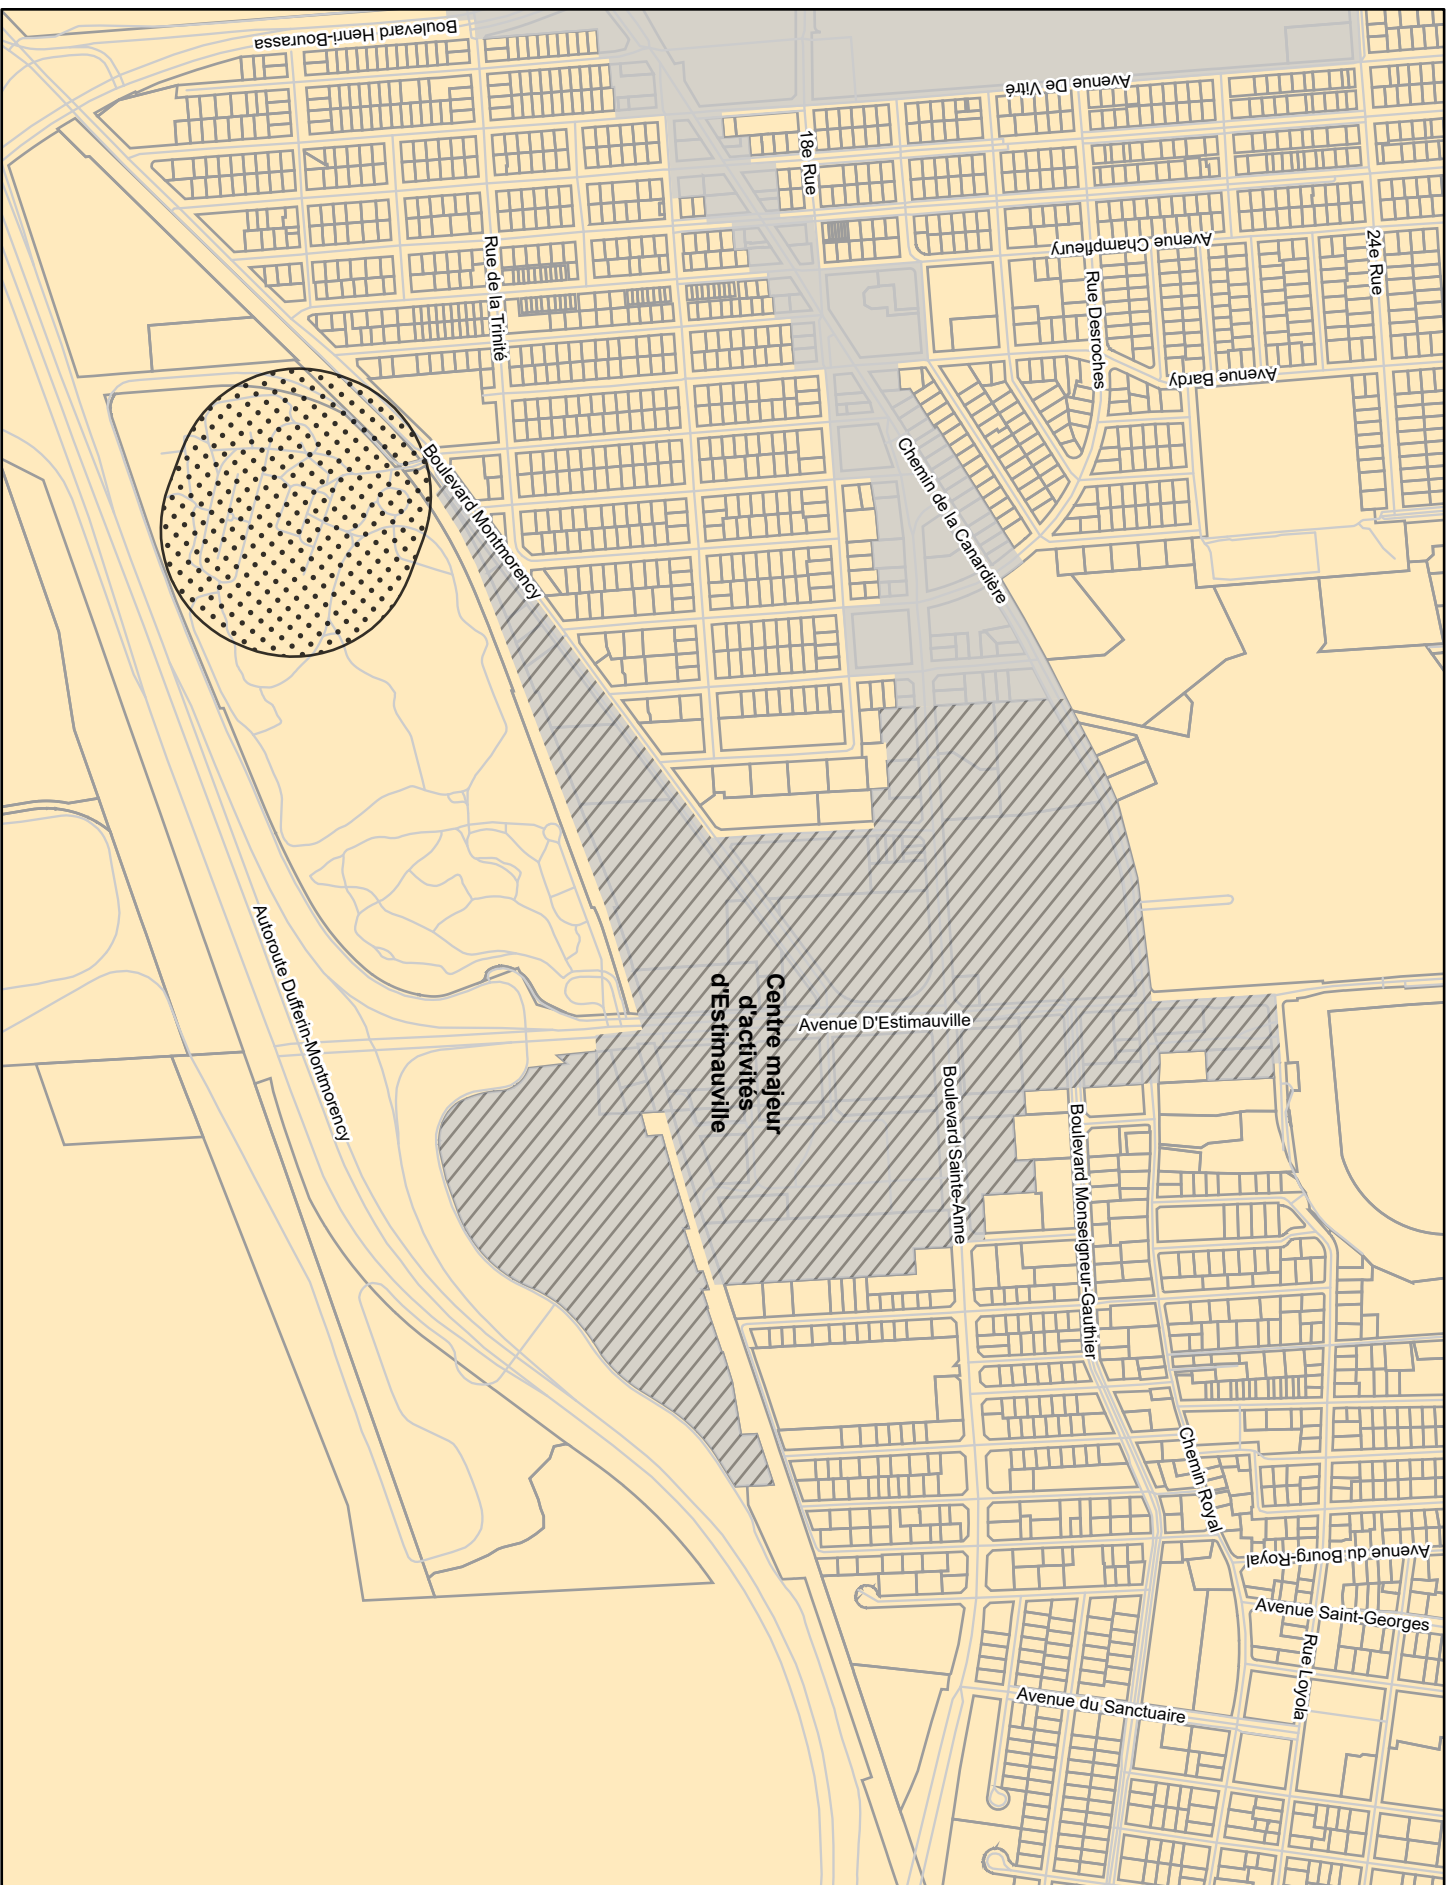 Boulevard Henri-Bourassa
Avenue De Vitré
18e Rue
Avenue Champfleury
24e Rue
Rue de la Trinité
Rue Desroches
Avenue Bardy
Boulevard Montmorency
Chemin de la Canardière
Autoroute Dufferin-Montmorency
Centre majeur
d'activités
d'Estimauville
Avenue D'Estimauville
Boulevard Sainte-Anne
Boulevard Monseigneur-Gauthier
Chemin Royal
Avenue du Bourg-Royal
Avenue Saint-Georges
Rue Loyola
Avenue du Sanctuaire